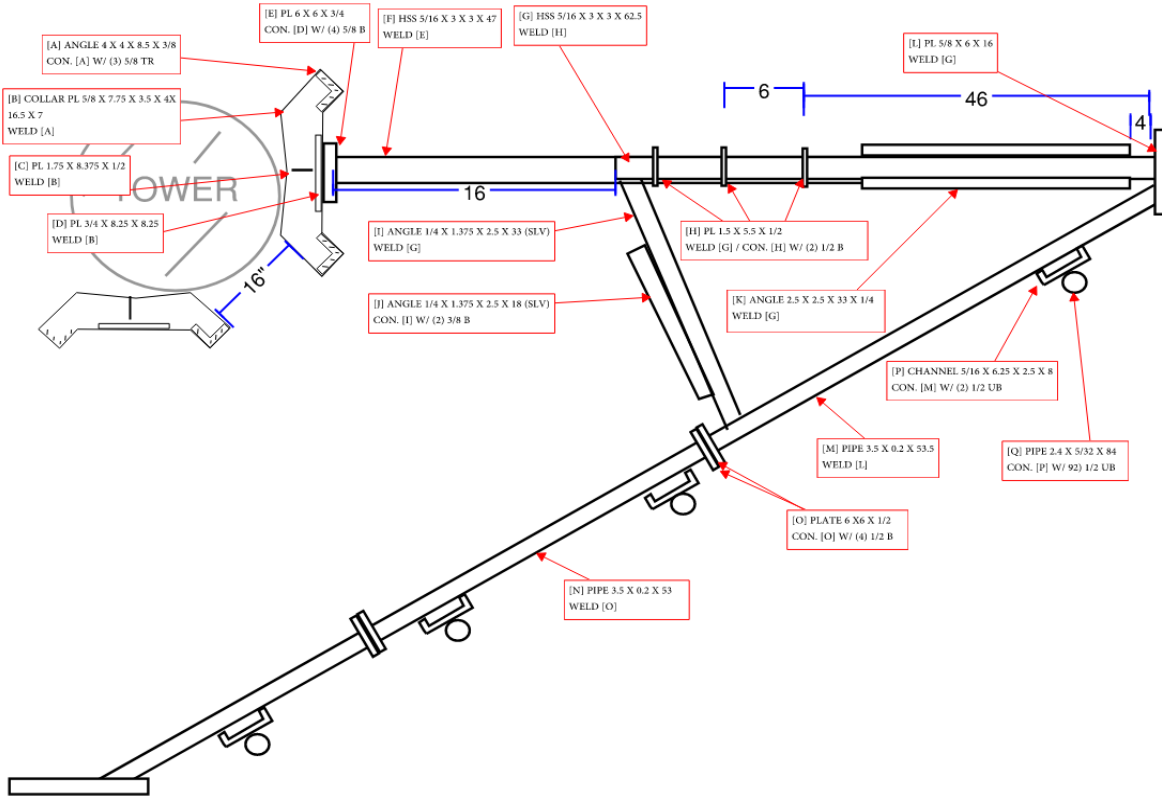 [E] PL 6 X 6 X 3/4
CON. [D] W/ (4) 5/8 B
[F] HSS 5/16 X 3 X 3 X 47
WELD [E]
[G] HSS 5/16 X 3 X 3 X 62.5
WELD [H]
[L] PL 5/8 X 6 X 16
WELD [G]
[A] ANGLE 4 X 4 X 8.5 X 3/8
CON. [A] W/ (3) 5/8 TR
[B] COLLAR PL 5/8 X 7.75 X 3.5 X 4X
16.5 X 7
WELD [A]
6
46
4
[C] PL 1.75 X 8.375 X 1/2
WELD [B]
TOWER
16
[D] PL 3/4 X 8.25 X 8.25
WELD [B]
[I] ANGLE 1/4 X 1.375 X 2.5 X 33 (SLV)
WELD [G]
[H] PL 1.5 X 5.5 X 1/2
WELD [G] / CON. [H] W/ (2) 1/2 B
16"
[J] ANGLE 1/4 X 1.375 X 2.5 X 18 (SLV)
CON. [I] W/ (2) 3/8 B
[K] ANGLE 2.5 X 2.5 X 33 X 1/4
WELD [G]
[P] CHANNEL 5/16 X 6.25 X 2.5 X 8
CON. [M] W/ (2) 1/2 UB
[M] PIPE 3.5 X 0.2 X 53.5
WELD [L]
[Q] PIPE 2.4 X 5/32 X 84
CON. [P] W/ 92) 1/2 UB
[O] PLATE 6 X6 X 1/2
CON. [O] W/ (4) 1/2 B
[N] PIPE 3.5 X 0.2 X 53
WELD [O]